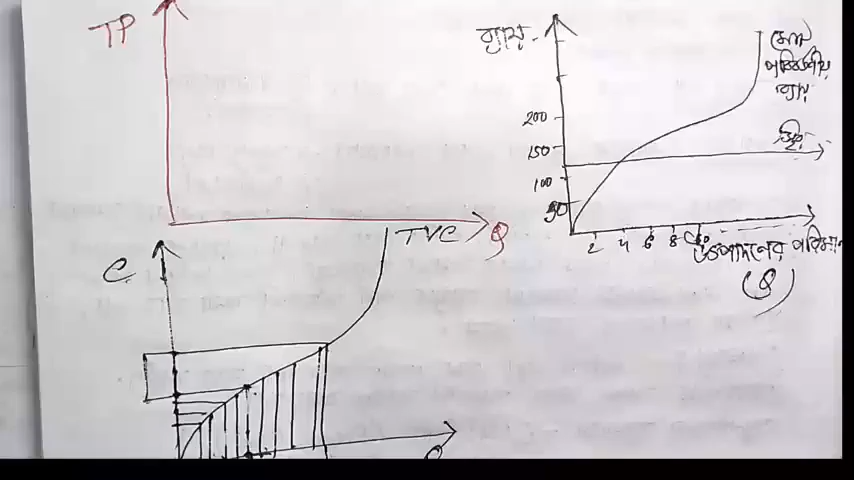 TP
Q
ব্যয়
200
150
100
50
2 4 6 8 10
মোট
পরিবর্তনীয়
ব্যয়
স্থির
উৎপাদনের পরিমান
(Q)
C
TVC
Q